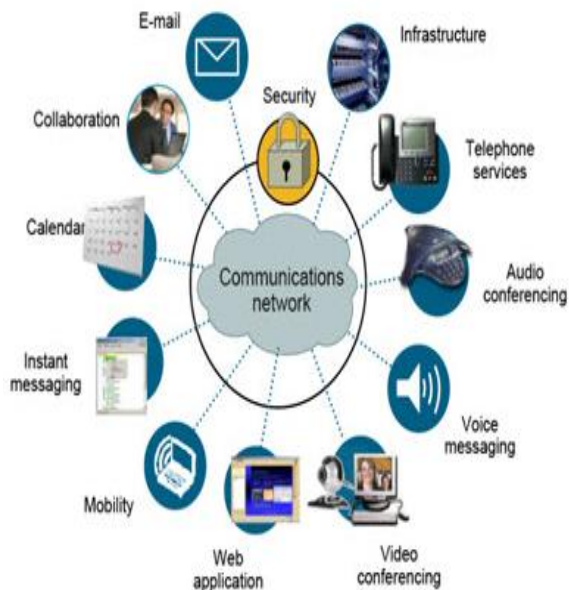 E-mail
Infrastructure
Security
Collaboration
Telephone
services
Calendar
Communications
network
Audio
conferencing
Instant
messaging
Voice
messaging
Mobility
Web
application
Video
conferencing